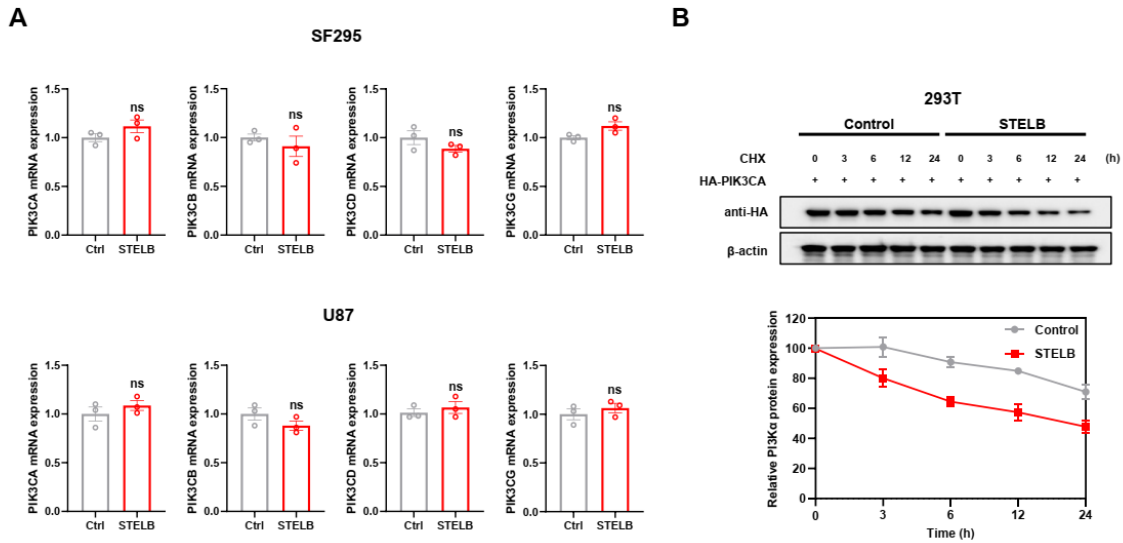 A
SF295
PIK3CA mRNA expression
1.5
1.0
0.5
0.0
ns
Ctrl STELB
PIK3CB mRNA expression
1.5
1.0
0.5
0.0
ns
Ctrl STELB
PIK3CD mRNA expression
1.5
1.0
0.5
0.0
ns
Ctrl STELB
PIK3CG mRNA expression
1.5
1.0
0.5
0.0
ns
Ctrl STELB
U87
PIK3CA mRNA expression
1.5
1.0
0.5
0.0
ns
Ctrl STELB
PIK3CB mRNA expression
1.5
1.0
0.5
0.0
ns
Ctrl STELB
PIK3CD mRNA expression
1.5
1.0
0.5
0.0
ns
Ctrl STELB
PIK3CG mRNA expression
1.5
1.0
0.5
0.0
ns
Ctrl STELB
B
293T
Control STELB
CHX 0 3 6 12 24 0 3 6 12 24 (h)
HA-PIK3CA + + + + + + + + + +
anti-HA
β-actin
Relative PI3Kα protein expression
120
100
80
60
40
20
0
Control
STELB
0 3 6 12 24
Time (h)